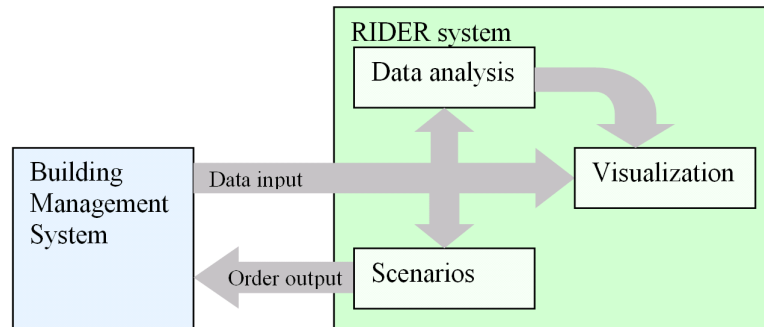 RIDER system
Data analysis
Building
Management
System
Data input
Visualization
Order output
Scenarios